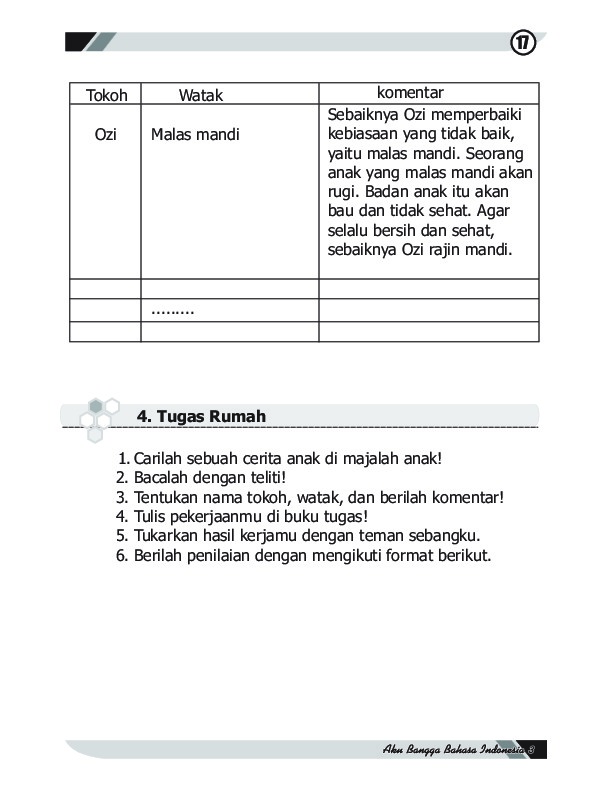 17
Tokoh Watak komentar
Ozi Malas mandi Sebaiknya Ozi memperbaiki
kebiasaan yang tidak baik,
yaitu malas mandi. Seorang
anak yang malas mandi akan
rugi. Badan anak itu akan
bau dan tidak sehat. Agar
selalu bersih dan sehat,
sebaiknya Ozi rajin mandi.
.........
4. Tugas Rumah
1. Carilah sebuah cerita anak di majalah anak!
2. Bacalah dengan teliti!
3. Tentukan nama tokoh, watak, dan berilah komentar!
4. Tulis pekerjaanmu di buku tugas!
5. Tukarkan hasil kerjamu dengan teman sebangku.
6. Berilah penilaian dengan mengikuti format berikut.
Aku Bangga Bahasa Indonesia 3